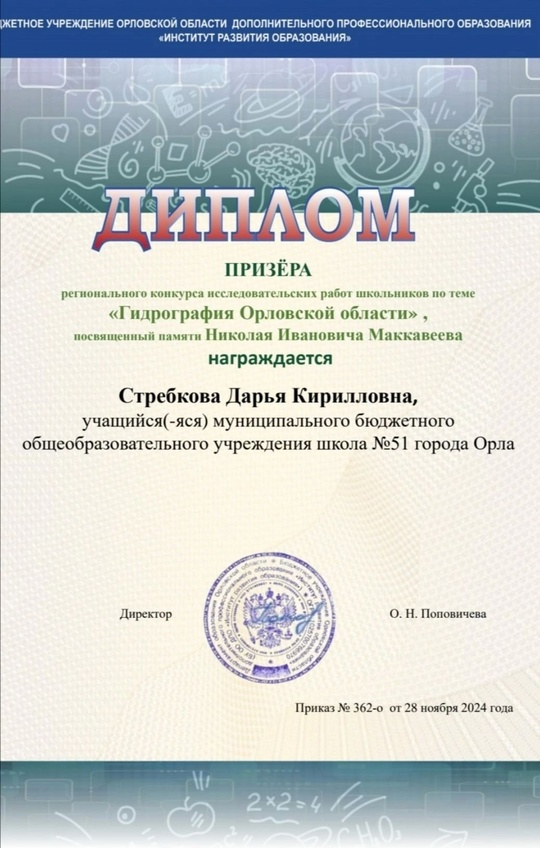 ДЖЕТНОЕ УЧРЕЖДЕНИЕ ОРЛОВСКОЙ ОБЛАСТИ ДОПОЛНИТЕЛЬНОГО ПРОФЕССИОНАЛЬНОГО ОБРАЗОВАНИЯ
«ИНСТИТУТ РАЗВИТИЯ ОБРАЗОВАНИЯ»
ДИПЛОМ
ПРИЗЁРА
регионального конкурса исследовательских работ школьников по теме
«Гидрография Орловской области» ,
посвященный памяти Николая Ивановича Маккавеева
награждается
Стребкова Дарья Кирилловна,
учащийся(-яся) муниципального бюджетного
общеобразовательного учреждения школа №51 города Орла
Директор
О. Н. Поповичева
Приказ № 362-о от 28 ноября 2024 года
2×2=4